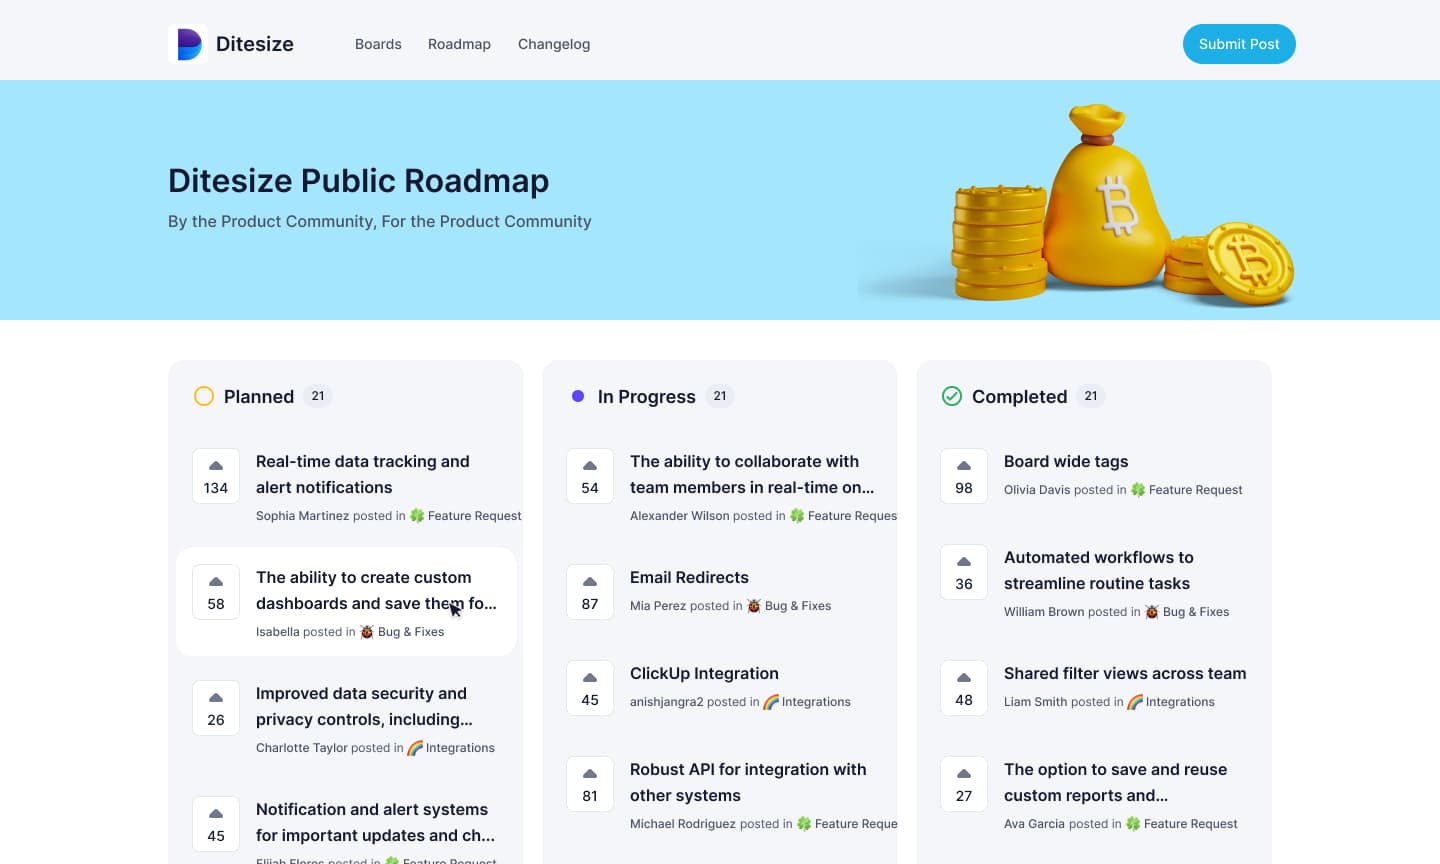 Ditesize
Boards
Roadmap
Changelog
Submit Post
Ditesize Public Roadmap
By the Product Community, For the Product Community
Planned 21
134
Real-time data tracking and
alert notifications
Sophia Martinez posted in 🍀 Feature Request
58
The ability to create custom
dashboards and save them fo...
Isabella posted in 🐞 Bug & Fixes
26
Improved data security and
privacy controls, including...
Charlotte Taylor posted in 🌈 Integrations
45
Notification and alert systems
for important updates and ch...
Elijah Flores posted in 🍀 Feature Request
In Progress 21
54
The ability to collaborate with
team members in real-time on...
Alexander Wilson posted in 🍀 Feature Reques
87
Email Redirects
Mia Perez posted in 🐞 Bug & Fixes
45
ClickUp Integration
anishjangra2 posted in 🌈 Integrations
81
Robust API for integration with
other systems
Michael Rodriguez posted in 🍀 Feature Reque
Completed 21
98
Board wide tags
Olivia Davis posted in 🍀 Feature Request
36
Automated workflows to
streamline routine tasks
William Brown posted in 🐞 Bug & Fixes
48
Shared filter views across team
Liam Smith posted in 🌈 Integrations
27
The option to save and reuse
custom reports and...
Ava Garcia posted in 🍀 Feature Request